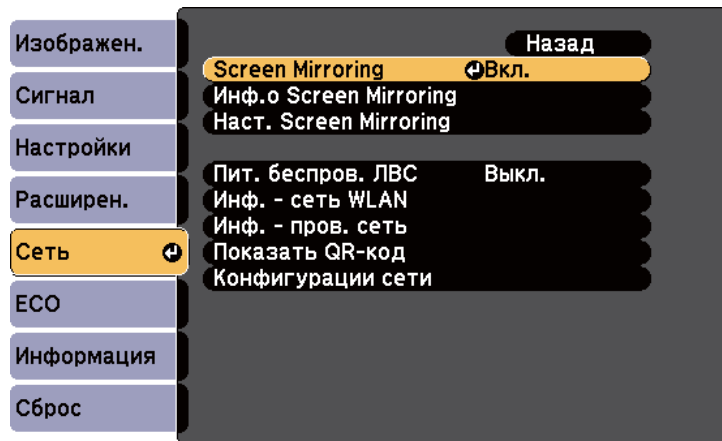 Изображен.
Сигнал
Настройки
Расширен.
Сеть
ECO
Информация
Сброс
Назад
Screen Mirroring Вкл.
Инф.о Screen Mirroring
Наст. Screen Mirroring
Пит. беспров. ЛВС Выкл.
Инф. - сеть WLAN
Инф. - пров. сеть
Показать QR-код
Конфигурации сети